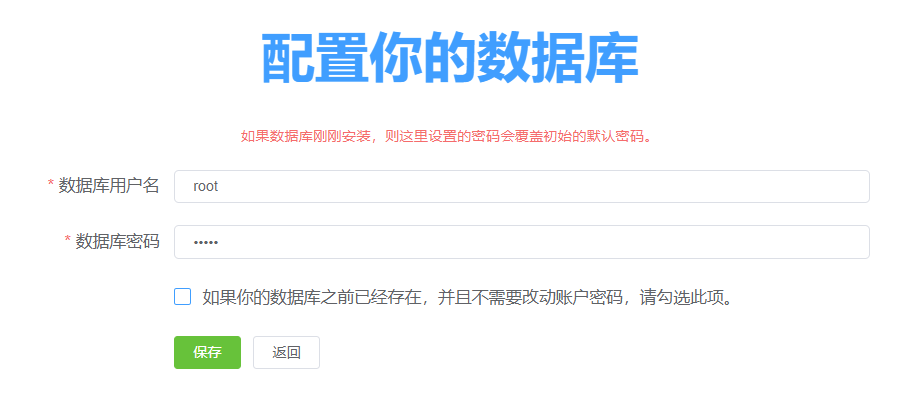 配置你的数据库
如果数据库刚刚安装，则这里设置的密码会覆盖初始的默认密码。
* 数据库用户名 root
* 数据库密码 •••••
如果你的数据库之前已经存在，并且不需要改动账户密码，请勾选此项。
保存 返回